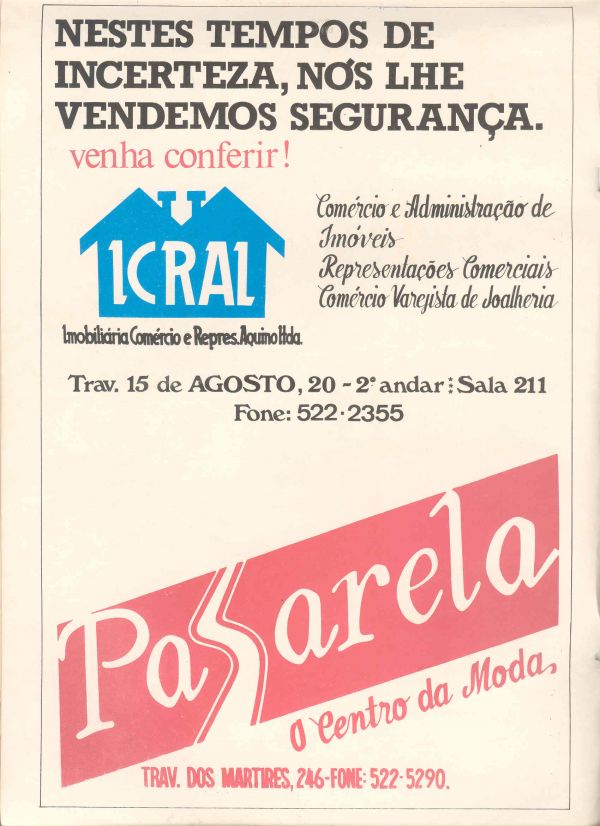 NESTES TEMPOS DE
INCERTEZA, NÓS LHE
VENDEMOS SEGURANÇA.
venha conferir!
ICRAL
Comércio e Administração de
Imóveis
Representações Comerciais
Comércio Varejista de Joalheria
Imobiliária Comércio e Repres. Aquino ltda.
Trav. 15 de AGOSTO, 20 - 2º andar : Sala 211
Fone: 522-2355
Passarela
O Centro da Moda,
TRAV. DOS MARTIRES, 246-FONE: 522-5290.